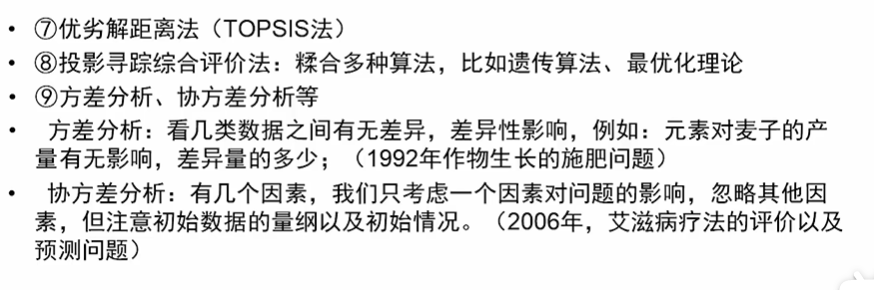 • ⑦优劣解距离法（TOPSIS法）
• ⑧投影寻踪综合评价法：糅合多种算法，比如遗传算法、最优化理论
• ⑨方差分析、协方差分析等
• 方差分析：看几类数据之间有无差异，差异性影响，例如：元素对麦子的产
量有无影响，差异量的多少；（1992年作物生长的施肥问题）
• 协方差分析：有几个因素，我们只考虑一个因素对问题的影响，忽略其他因
素，但注意初始数据的量纲以及初始情况。（2006年，艾滋病疗法的评价以及
预测问题）